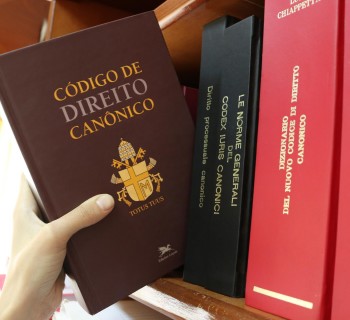 CÓDIGO DE
DIREITO
CANÔNICO
TOTUS TUUS
LE NORME GENERALI
DEL
CODEX IURIS CANONICI
Diritto processuale canonico
CHIAPPETTA
DIZIONARIO
DEL NUOVO CODICE DI DIRITTO
CANONICO